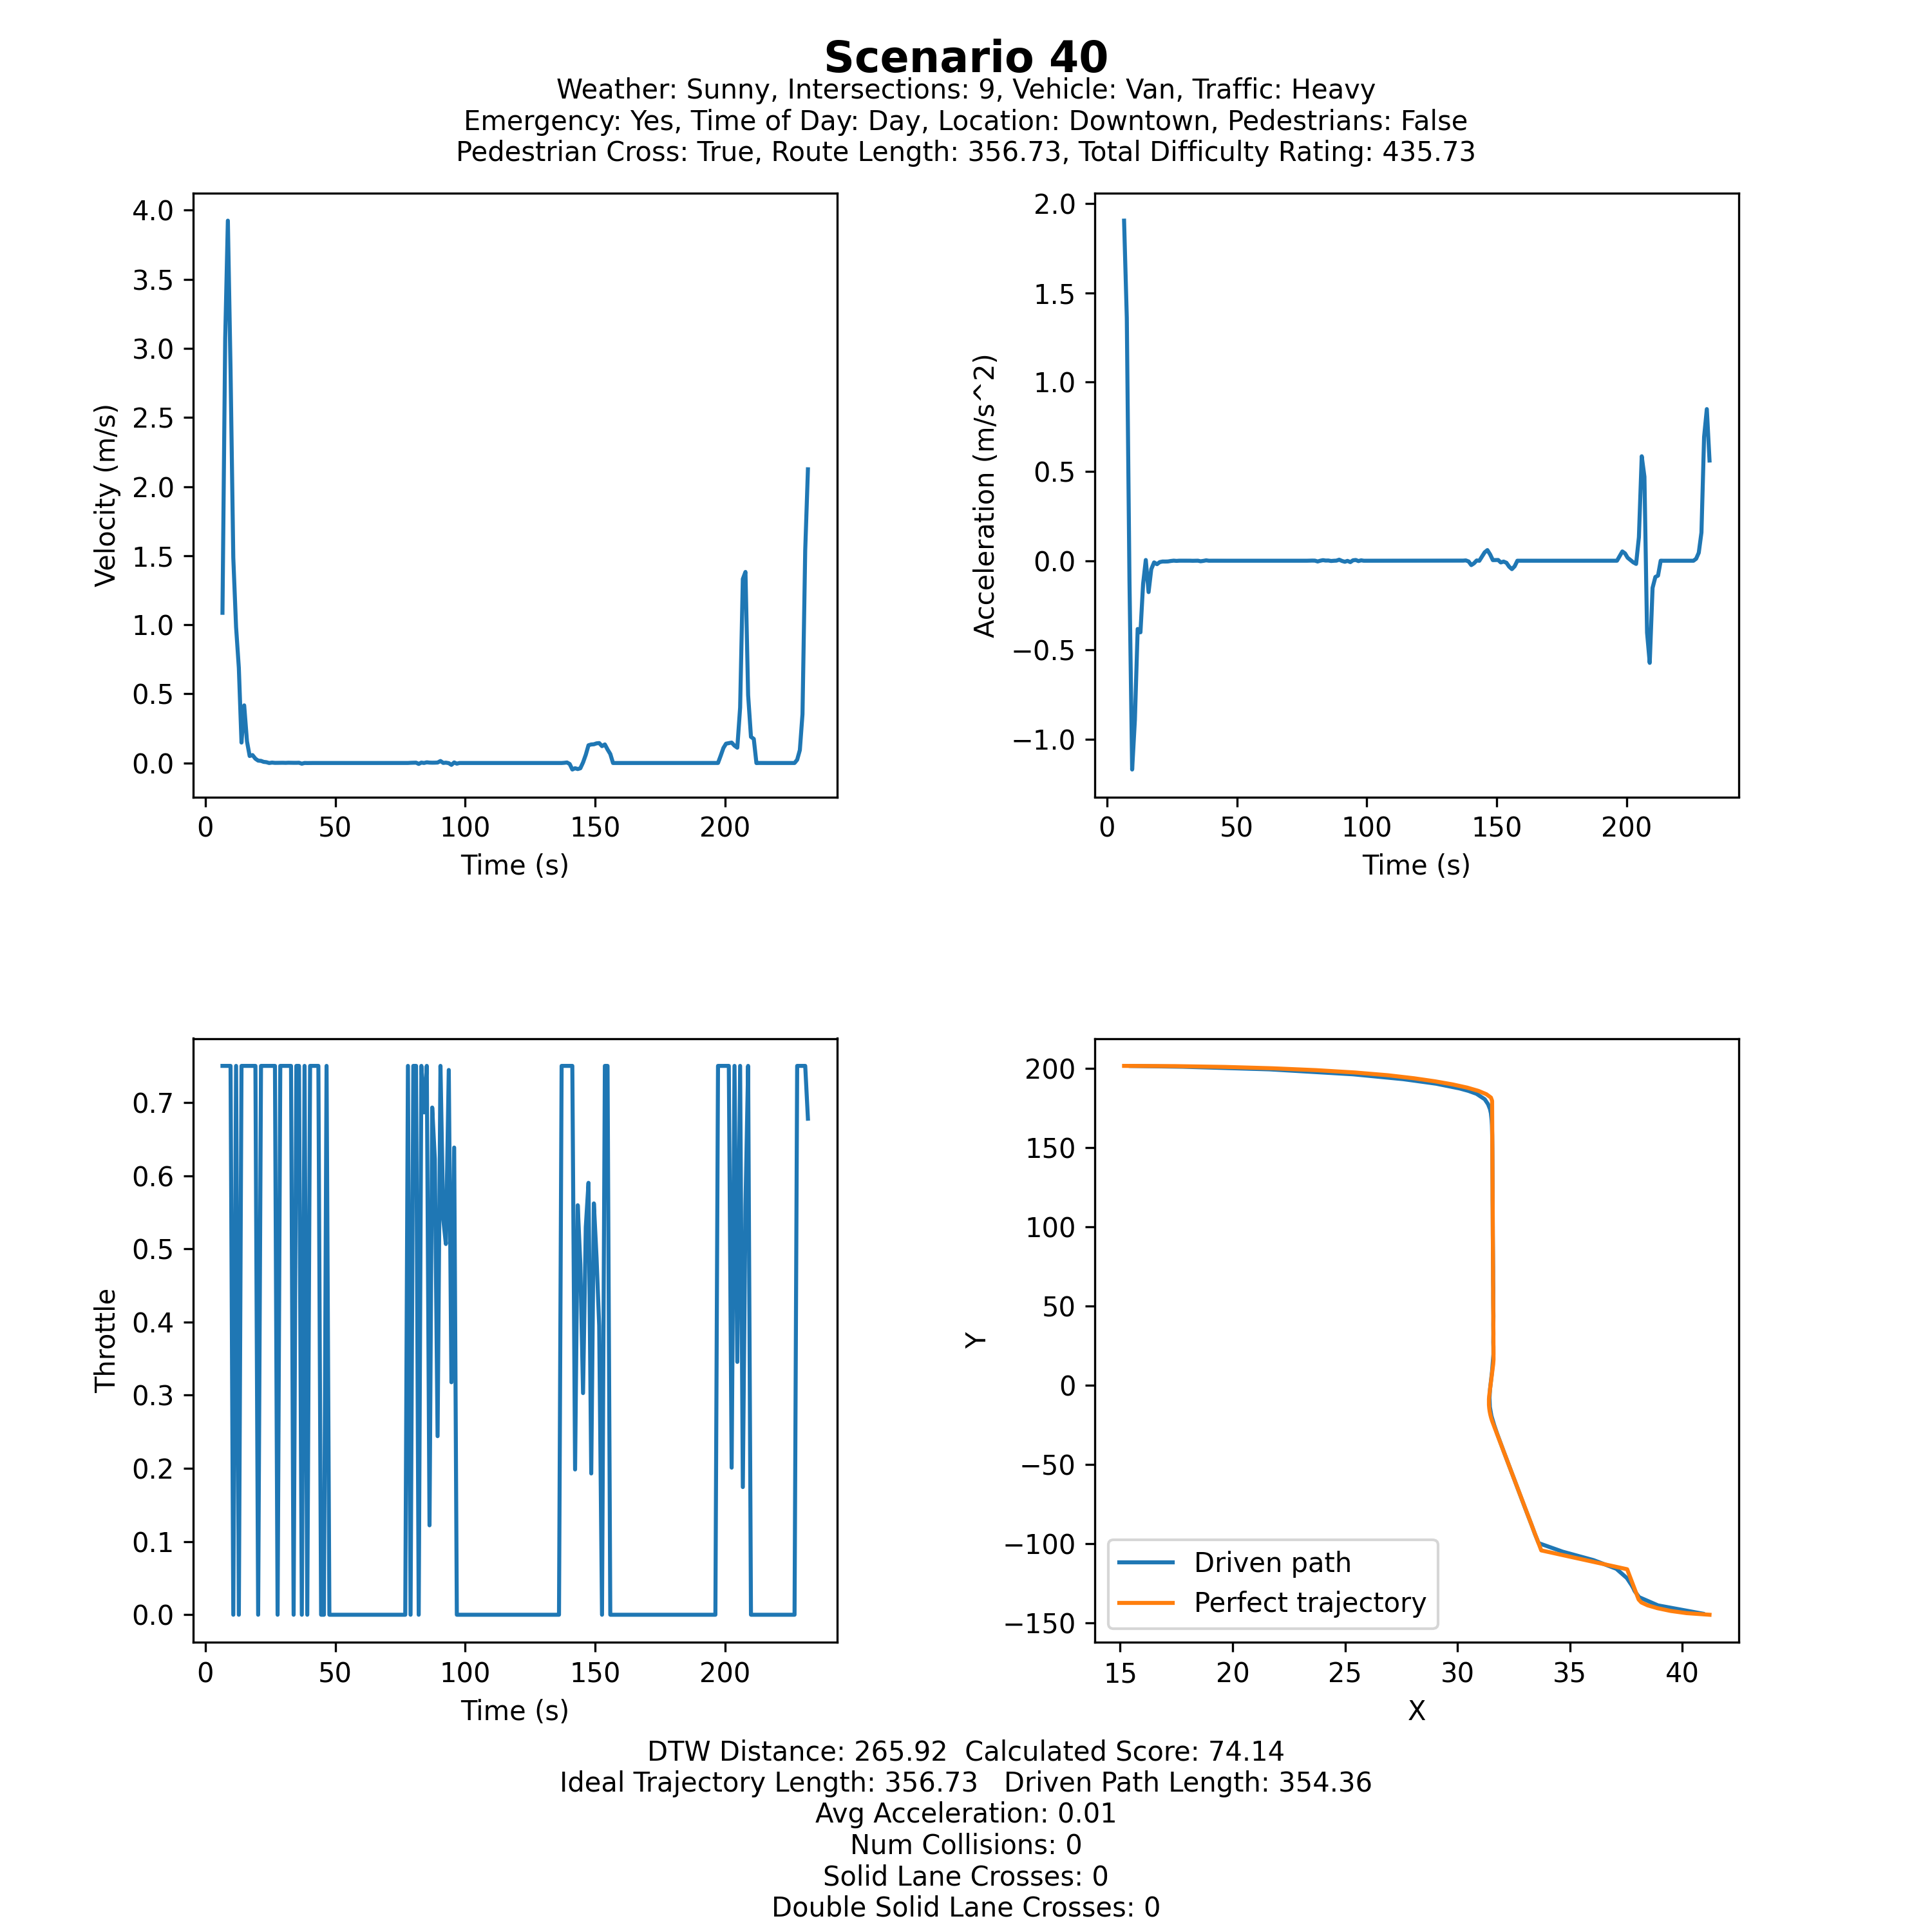 Scenario 40
Weather: Sunny, Intersections: 9, Vehicle: Van, Traffic: Heavy
Emergency: Yes, Time of Day: Day, Location: Downtown, Pedestrians: False
Pedestrian Cross: True, Route Length: 356.73, Total Difficulty Rating: 435.73
4.0
3.5
3.0
2.5
2.0
1.5
1.0
0.5
0.0
Velocity (m/s)
0 50 100 150 200
Time (s)
2.0
1.5
1.0
0.5
0.0
−0.5
−1.0
Acceleration (m/s^2)
0 50 100 150 200
Time (s)
0.7
0.6
0.5
0.4
0.3
0.2
0.1
0.0
Throttle
0 50 100 150 200
Time (s)
200
150
100
50
0
−50
−100
−150
Y
Driven path
Perfect trajectory
15 20 25 30 35 40
X
DTW Distance: 265.92 Calculated Score: 74.14
Ideal Trajectory Length: 356.73 Driven Path Length: 354.36
Avg Acceleration: 0.01
Num Collisions: 0
Solid Lane Crosses: 0
Double Solid Lane Crosses: 0